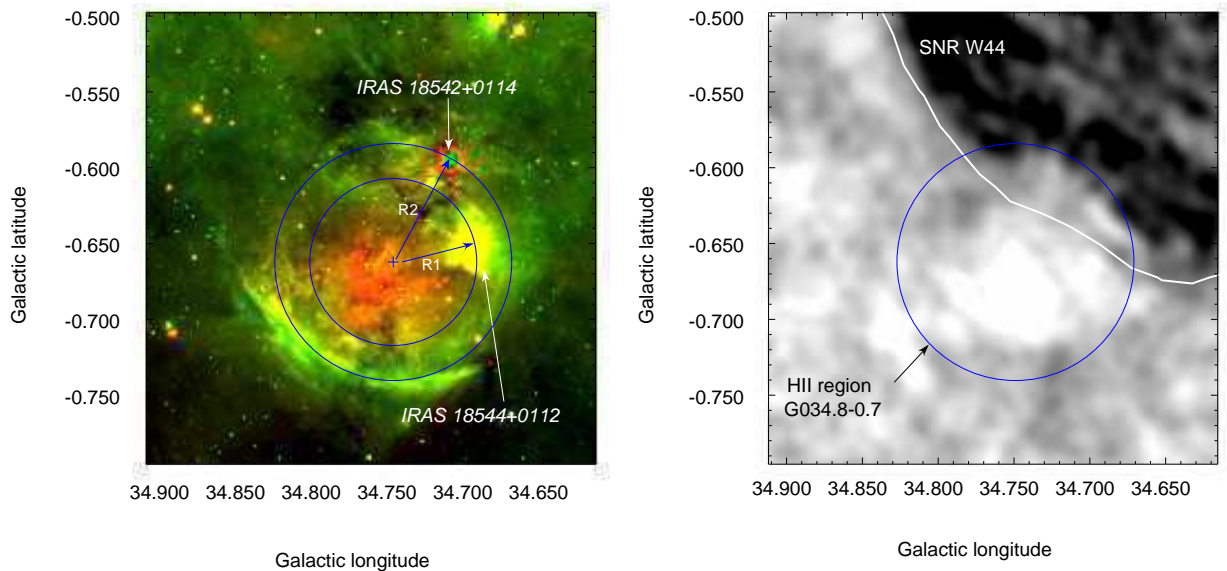 -0.500
-0.550
-0.600
-0.650
-0.700
-0.750
Galactic latitude
IRAS 18542+0114
R2
R1
IRAS 18544+0112
34.900
34.850
34.800
34.750
34.700
34.650
Galactic longitude
-0.500
-0.550
-0.600
-0.650
-0.700
-0.750
Galactic latitude
SNR W44
HII region
G034.8-0.7
34.900
34.850
34.800
34.750
34.700
34.650
Galactic longitude